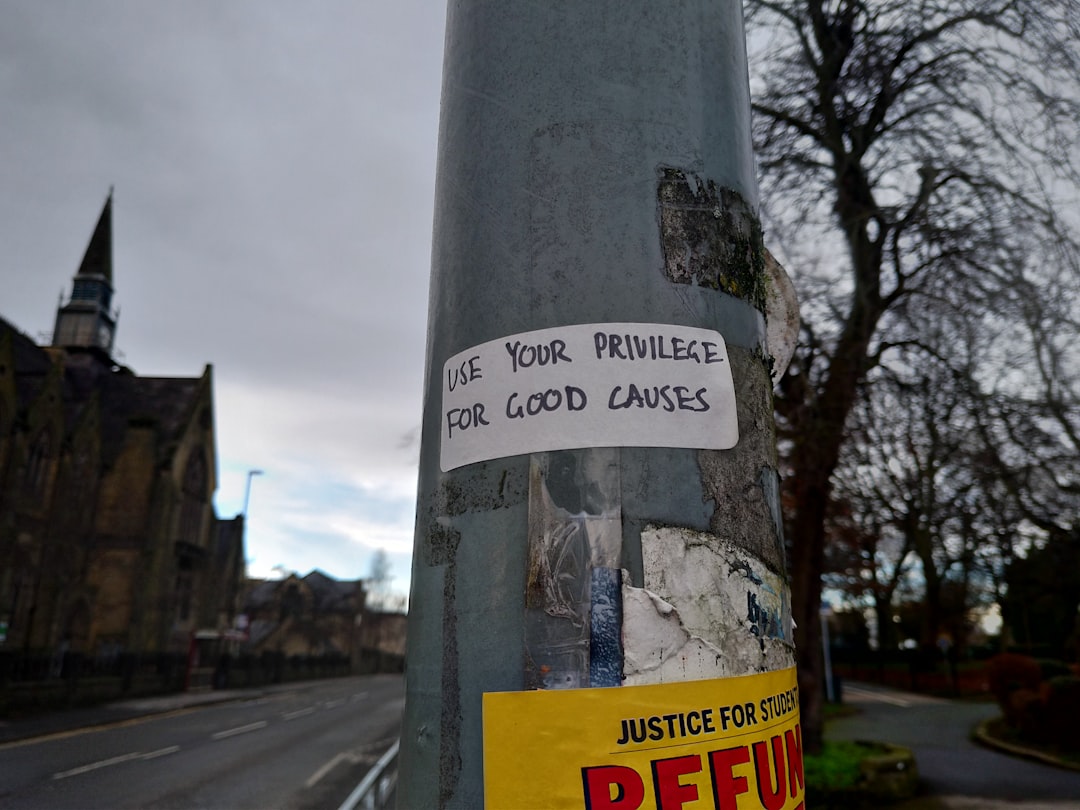 USE YOUR PRIVILEGE
FOR GOOD CAUSES
JUSTICE FOR STUDENT
REFUN